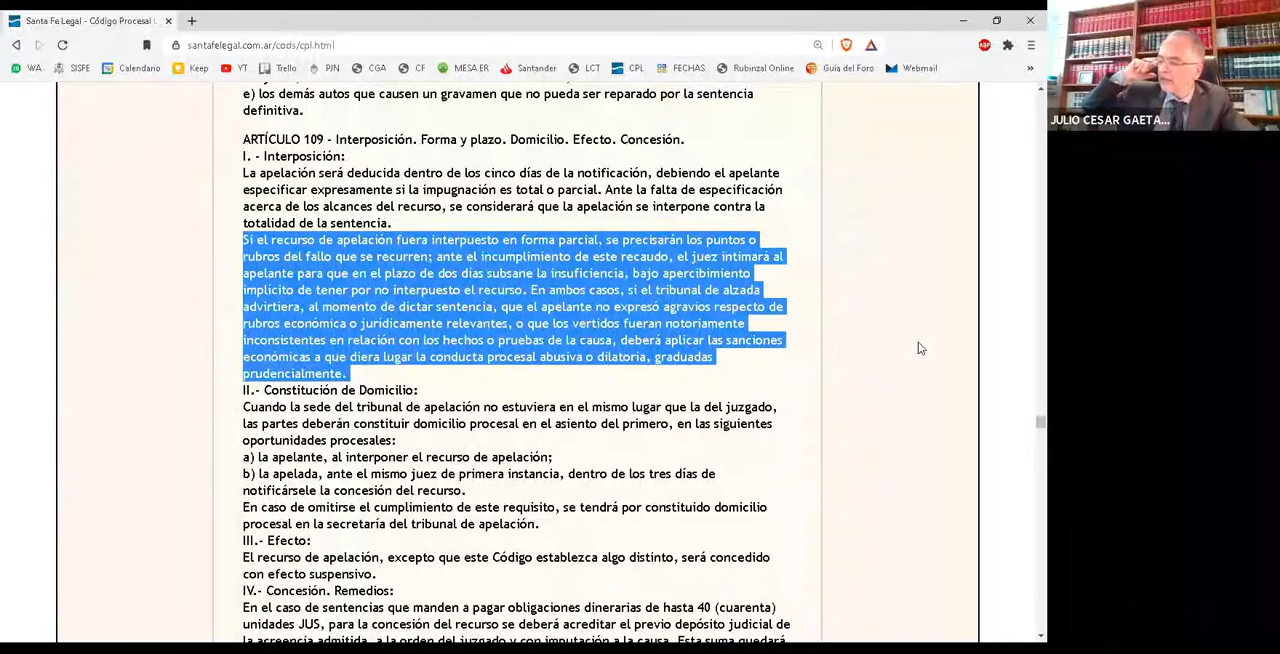 Santa Fe Legal - Código Procesal L
santafelegal.com.ar/cods/cpl.html
WA SISFE Calendario Keep YT Trello PJN CGA CF MESA ER Santander LCT CPL FECHAS Rubinzal Online Guía del Foro Webmail »
ABP
JULIO CESAR GAETA...
e) los demás autos que causen un gravamen que no pueda ser reparado por la sentencia
definitiva.
ARTÍCULO 109 - Interposición. Forma y plazo. Domicilio. Efecto. Concesión.
I. - Interposición:
La apelación será deducida dentro de los cinco días de la notificación, debiendo el apelante
especificar expresamente si la impugnación es total o parcial. Ante la falta de especificación
acerca de los alcances del recurso, se considerará que la apelación se interpone contra la
totalidad de la sentencia.
Si el recurso de apelación fuera interpuesto en forma parcial, se precisarán los puntos o
rubros del fallo que se recurren; ante el incumplimiento de este recaudo, el juez intimará al
apelante para que en el plazo de dos días subsane la insuficiencia, bajo apercibimiento
implícito de tener por no interpuesto el recurso. En ambos casos, si el tribunal de alzada
advirtiera, al momento de dictar sentencia, que el apelante no expresó agravios respecto de
rubros económica o jurídicamente relevantes, o que los vertidos fueran notoriamente
inconsistentes en relación con los hechos o pruebas de la causa, deberá aplicar las sanciones
económicas a que diera lugar la conducta procesal abusiva o dilatoria, graduadas
prudencialmente.
II.- Constitución de Domicilio:
Cuando la sede del tribunal de apelación no estuviera en el mismo lugar que la del juzgado,
las partes deberán constituir domicilio procesal en el asiento del primero, en las siguientes
oportunidades procesales:
a) la apelante, al interponer el recurso de apelación;
b) la apelada, ante el mismo juez de primera instancia, dentro de los tres días de
notificársele la concesión del recurso.
En caso de omitirse el cumplimiento de este requisito, se tendrá por constituido domicilio
procesal en la secretaría del tribunal de apelación.
III.- Efecto:
El recurso de apelación, excepto que este Código establezca algo distinto, será concedido
con efecto suspensivo.
IV.- Concesión. Remedios:
En el caso de sentencias que manden a pagar obligaciones dinerarias de hasta 40 (cuarenta)
unidades JUS, para la concesión del recurso se deberá acreditar el previo depósito judicial de
la acreencia admitida, a la orden del juzgado y con imputación a la causa. Esta suma quedará